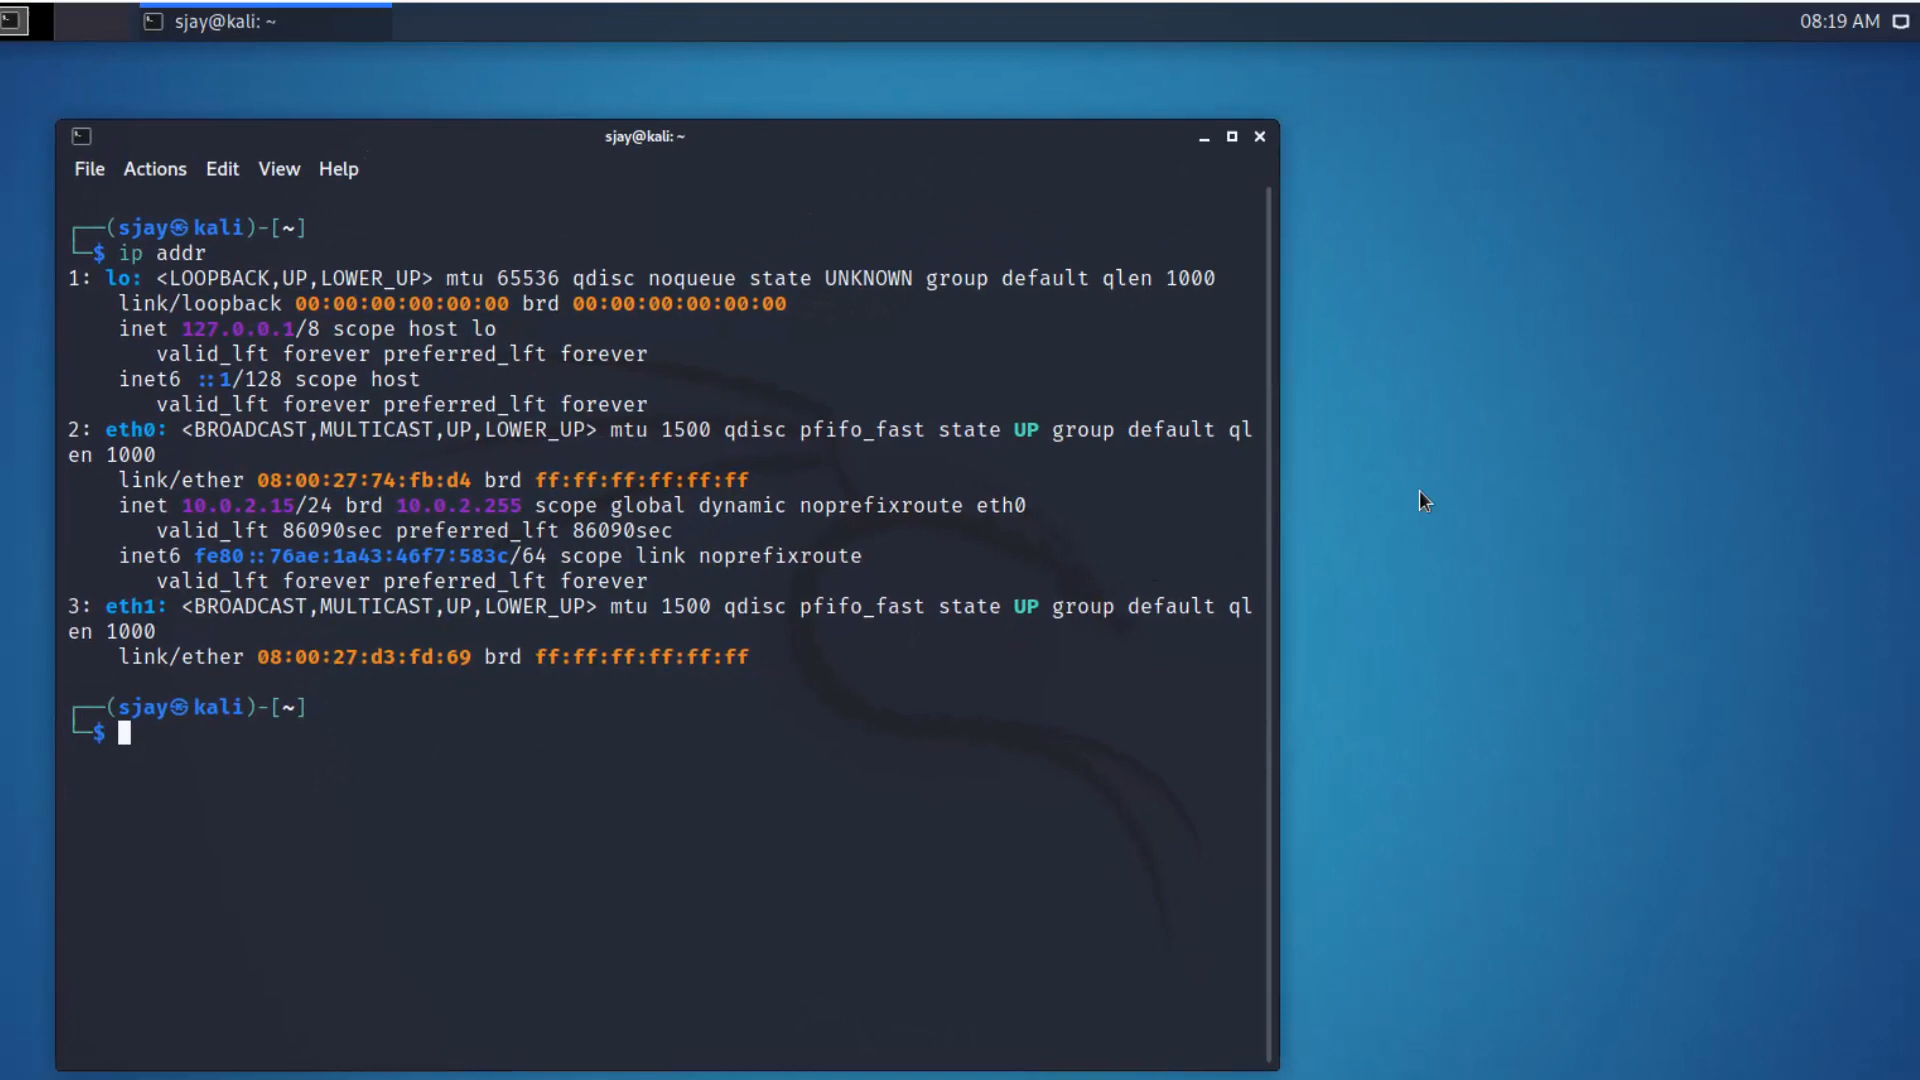 sjay@kali: ~
08:19 AM
sjay@kali: ~
File Actions Edit View Help
┌──(sjay㉿kali)-[~]
└─$ ip addr
1: lo: <LOOPBACK,UP,LOWER_UP> mtu 65536 qdisc noqueue state UNKNOWN group default qlen 1000
link/loopback 00:00:00:00:00:00 brd 00:00:00:00:00:00
inet 127.0.0.1/8 scope host lo
valid_lft forever preferred_lft forever
inet6 ::1/128 scope host
valid_lft forever preferred_lft forever
2: eth0: <BROADCAST,MULTICAST,UP,LOWER_UP> mtu 1500 qdisc pfifo_fast state UP group default ql
en 1000
link/ether 08:00:27:74:fb:d4 brd ff:ff:ff:ff:ff:ff
inet 10.0.2.15/24 brd 10.0.2.255 scope global dynamic noprefixroute eth0
valid_lft 86090sec preferred_lft 86090sec
inet6 fe80::76ae:1a43:46f7:583c/64 scope link noprefixroute
valid_lft forever preferred_lft forever
3: eth1: <BROADCAST,MULTICAST,UP,LOWER_UP> mtu 1500 qdisc pfifo_fast state UP group default ql
en 1000
link/ether 08:00:27:d3:fd:69 brd ff:ff:ff:ff:ff:ff
┌──(sjay㉿kali)-[~]
└─$